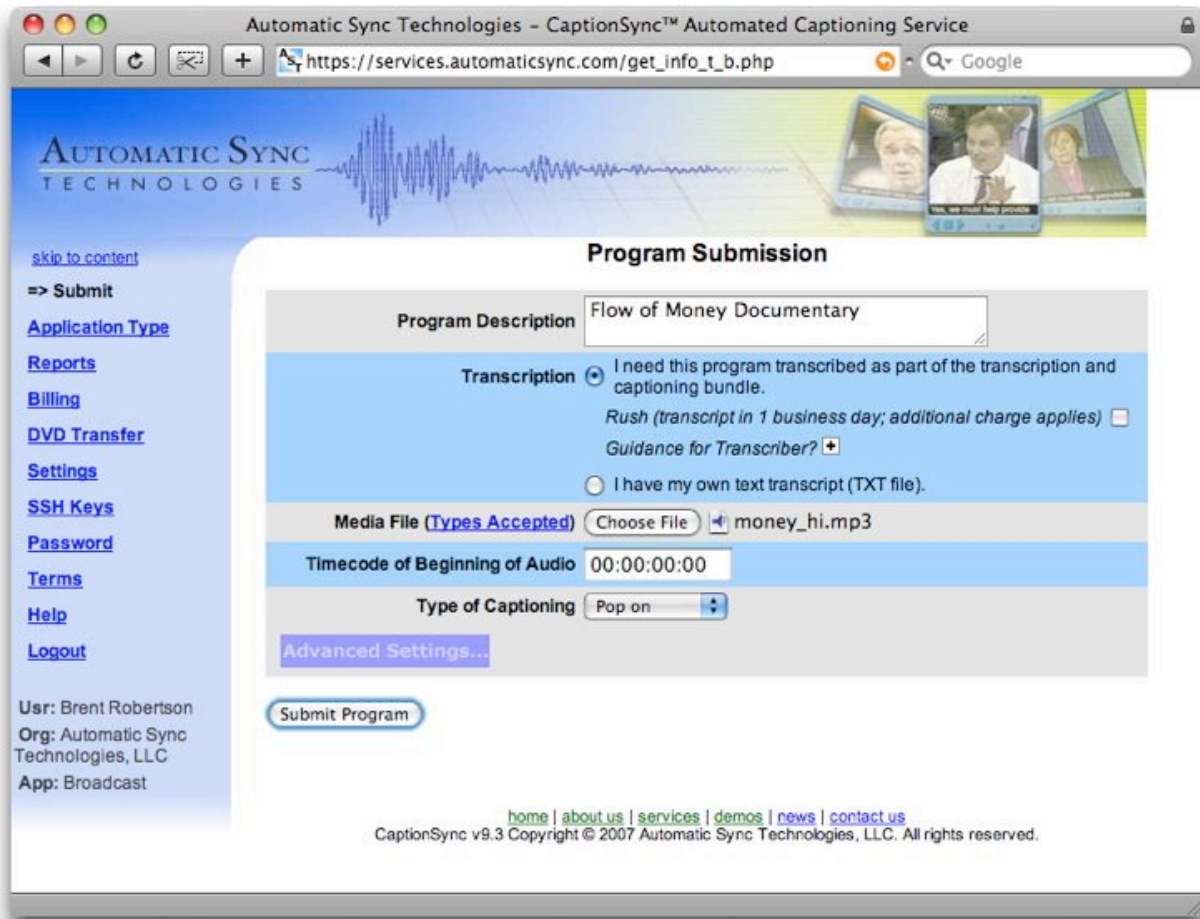 Automatic Sync Technologies – CaptionSync™ Automated Captioning Service
https://services.automaticsync.com/get_info_t_b.php
Google
AUTOMATIC SYNC
TECHNOLOGIES
Yes, we must help provide
skip to content
=> Submit
Application Type
Reports
Billing
DVD Transfer
Settings
SSH Keys
Password
Terms
Help
Logout
Usr: Brent Robertson
Org: Automatic Sync
Technologies, LLC
App: Broadcast
Program Submission
Program Description Flow of Money Documentary
Transcription I need this program transcribed as part of the transcription and
captioning bundle.
Rush (transcript in 1 business day; additional charge applies)
Guidance for Transcriber? +
I have my own text transcript (TXT file).
Media File (Types Accepted) Choose File money_hi.mp3
Timecode of Beginning of Audio 00:00:00:00
Type of Captioning Pop on
Advanced Settings...
Submit Program
home | about us | services | demos | news | contact us
CaptionSync v9.3 Copyright © 2007 Automatic Sync Technologies, LLC. All rights reserved.